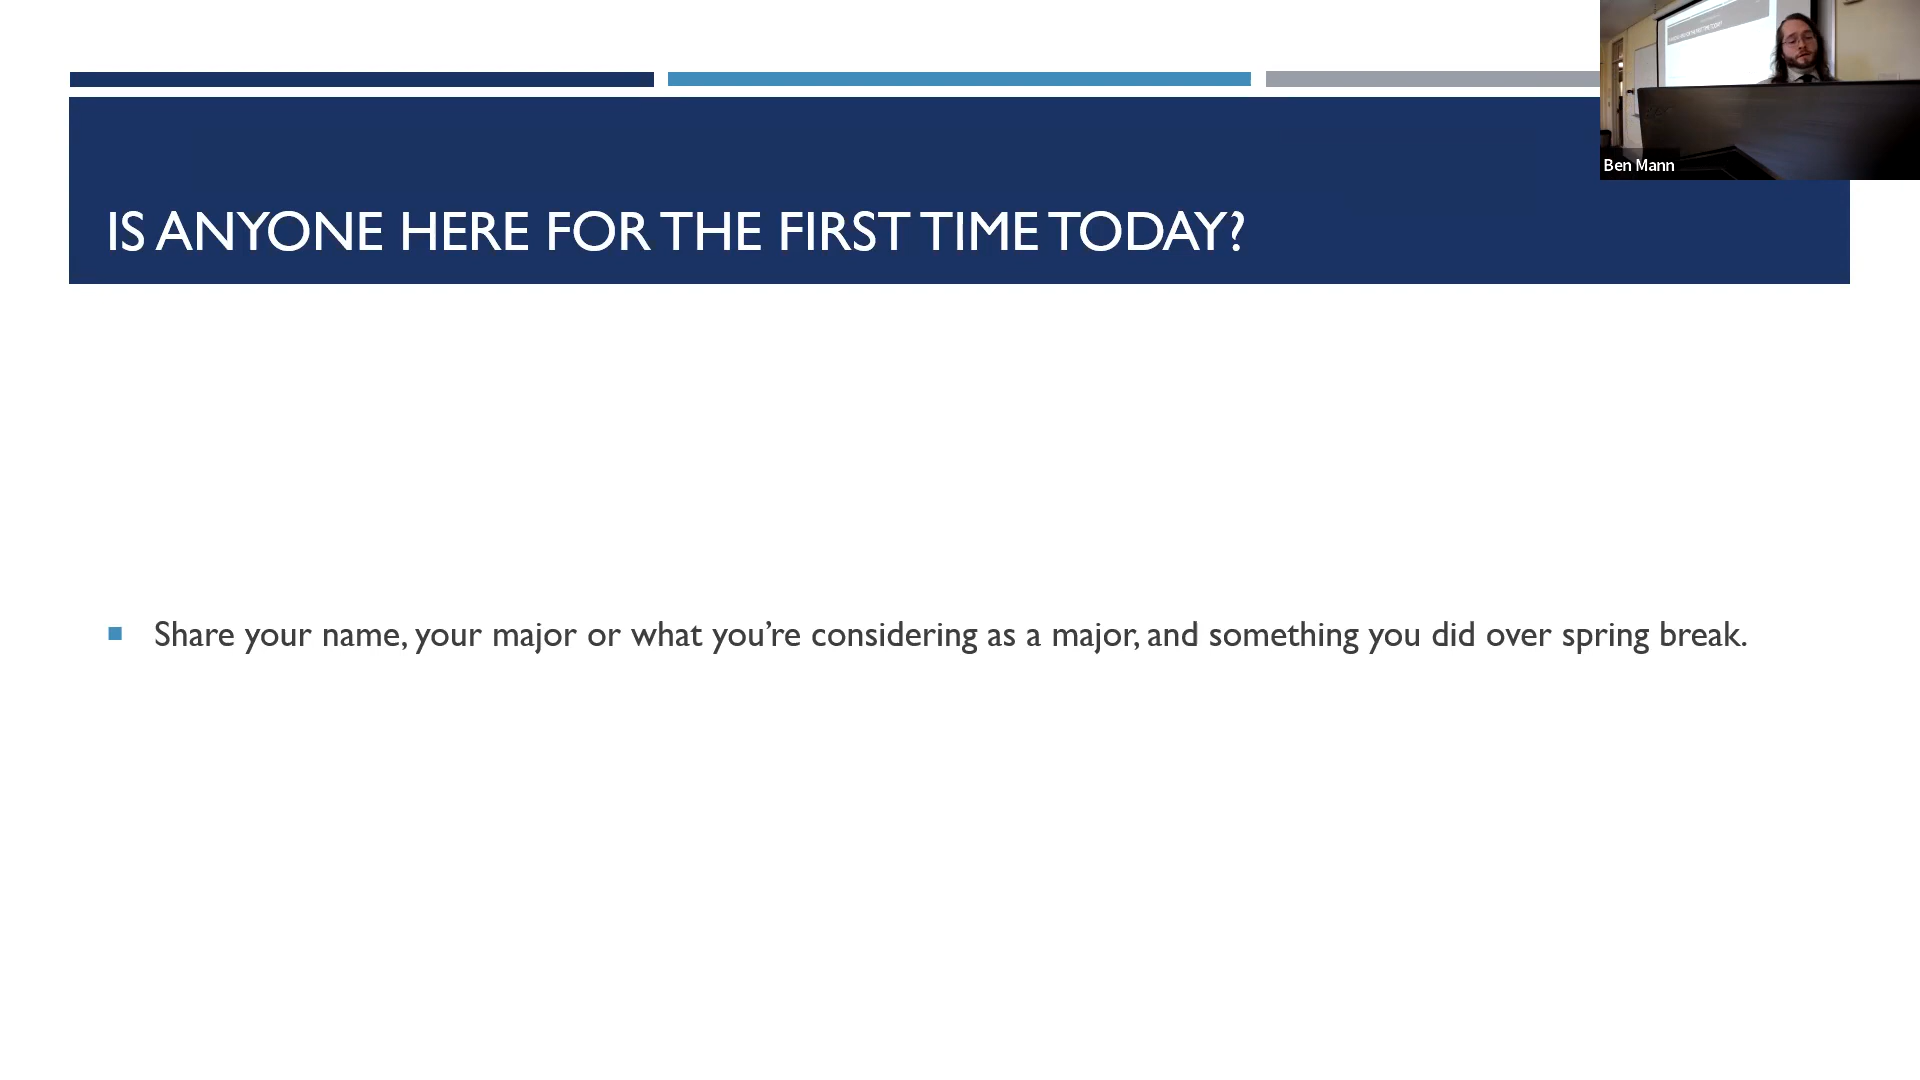 Ben Mann
IS ANYONE HERE FOR THE FIRST TIME TODAY?
Share your name, your major or what you’re considering as a major, and something you did over spring break.